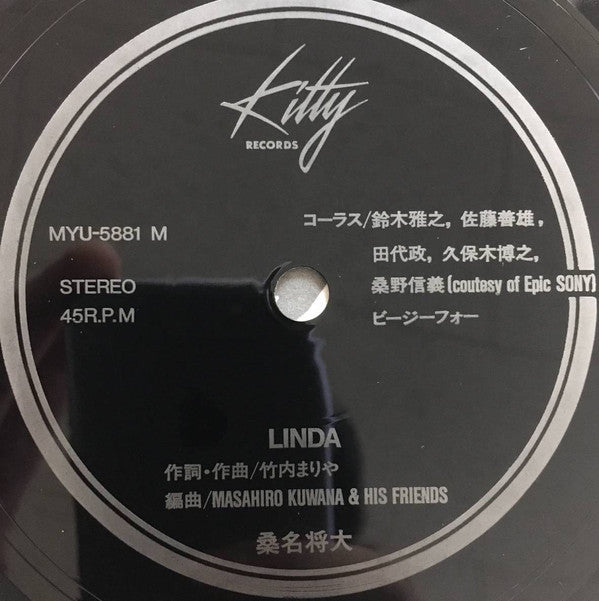 Kitty
RECORDS
MYU-5881 M
STEREO
45R.P.M
コーラス/鈴木雅之, 佐藤善雄,
田代政, 久保木博之,
桑野信義(coutesy of Epic SONY)
ビージーフォー
LINDA
作詞・作曲/竹内まりや
編曲/MASAHIRO KUWANA & HIS FRIENDS
桑名将大